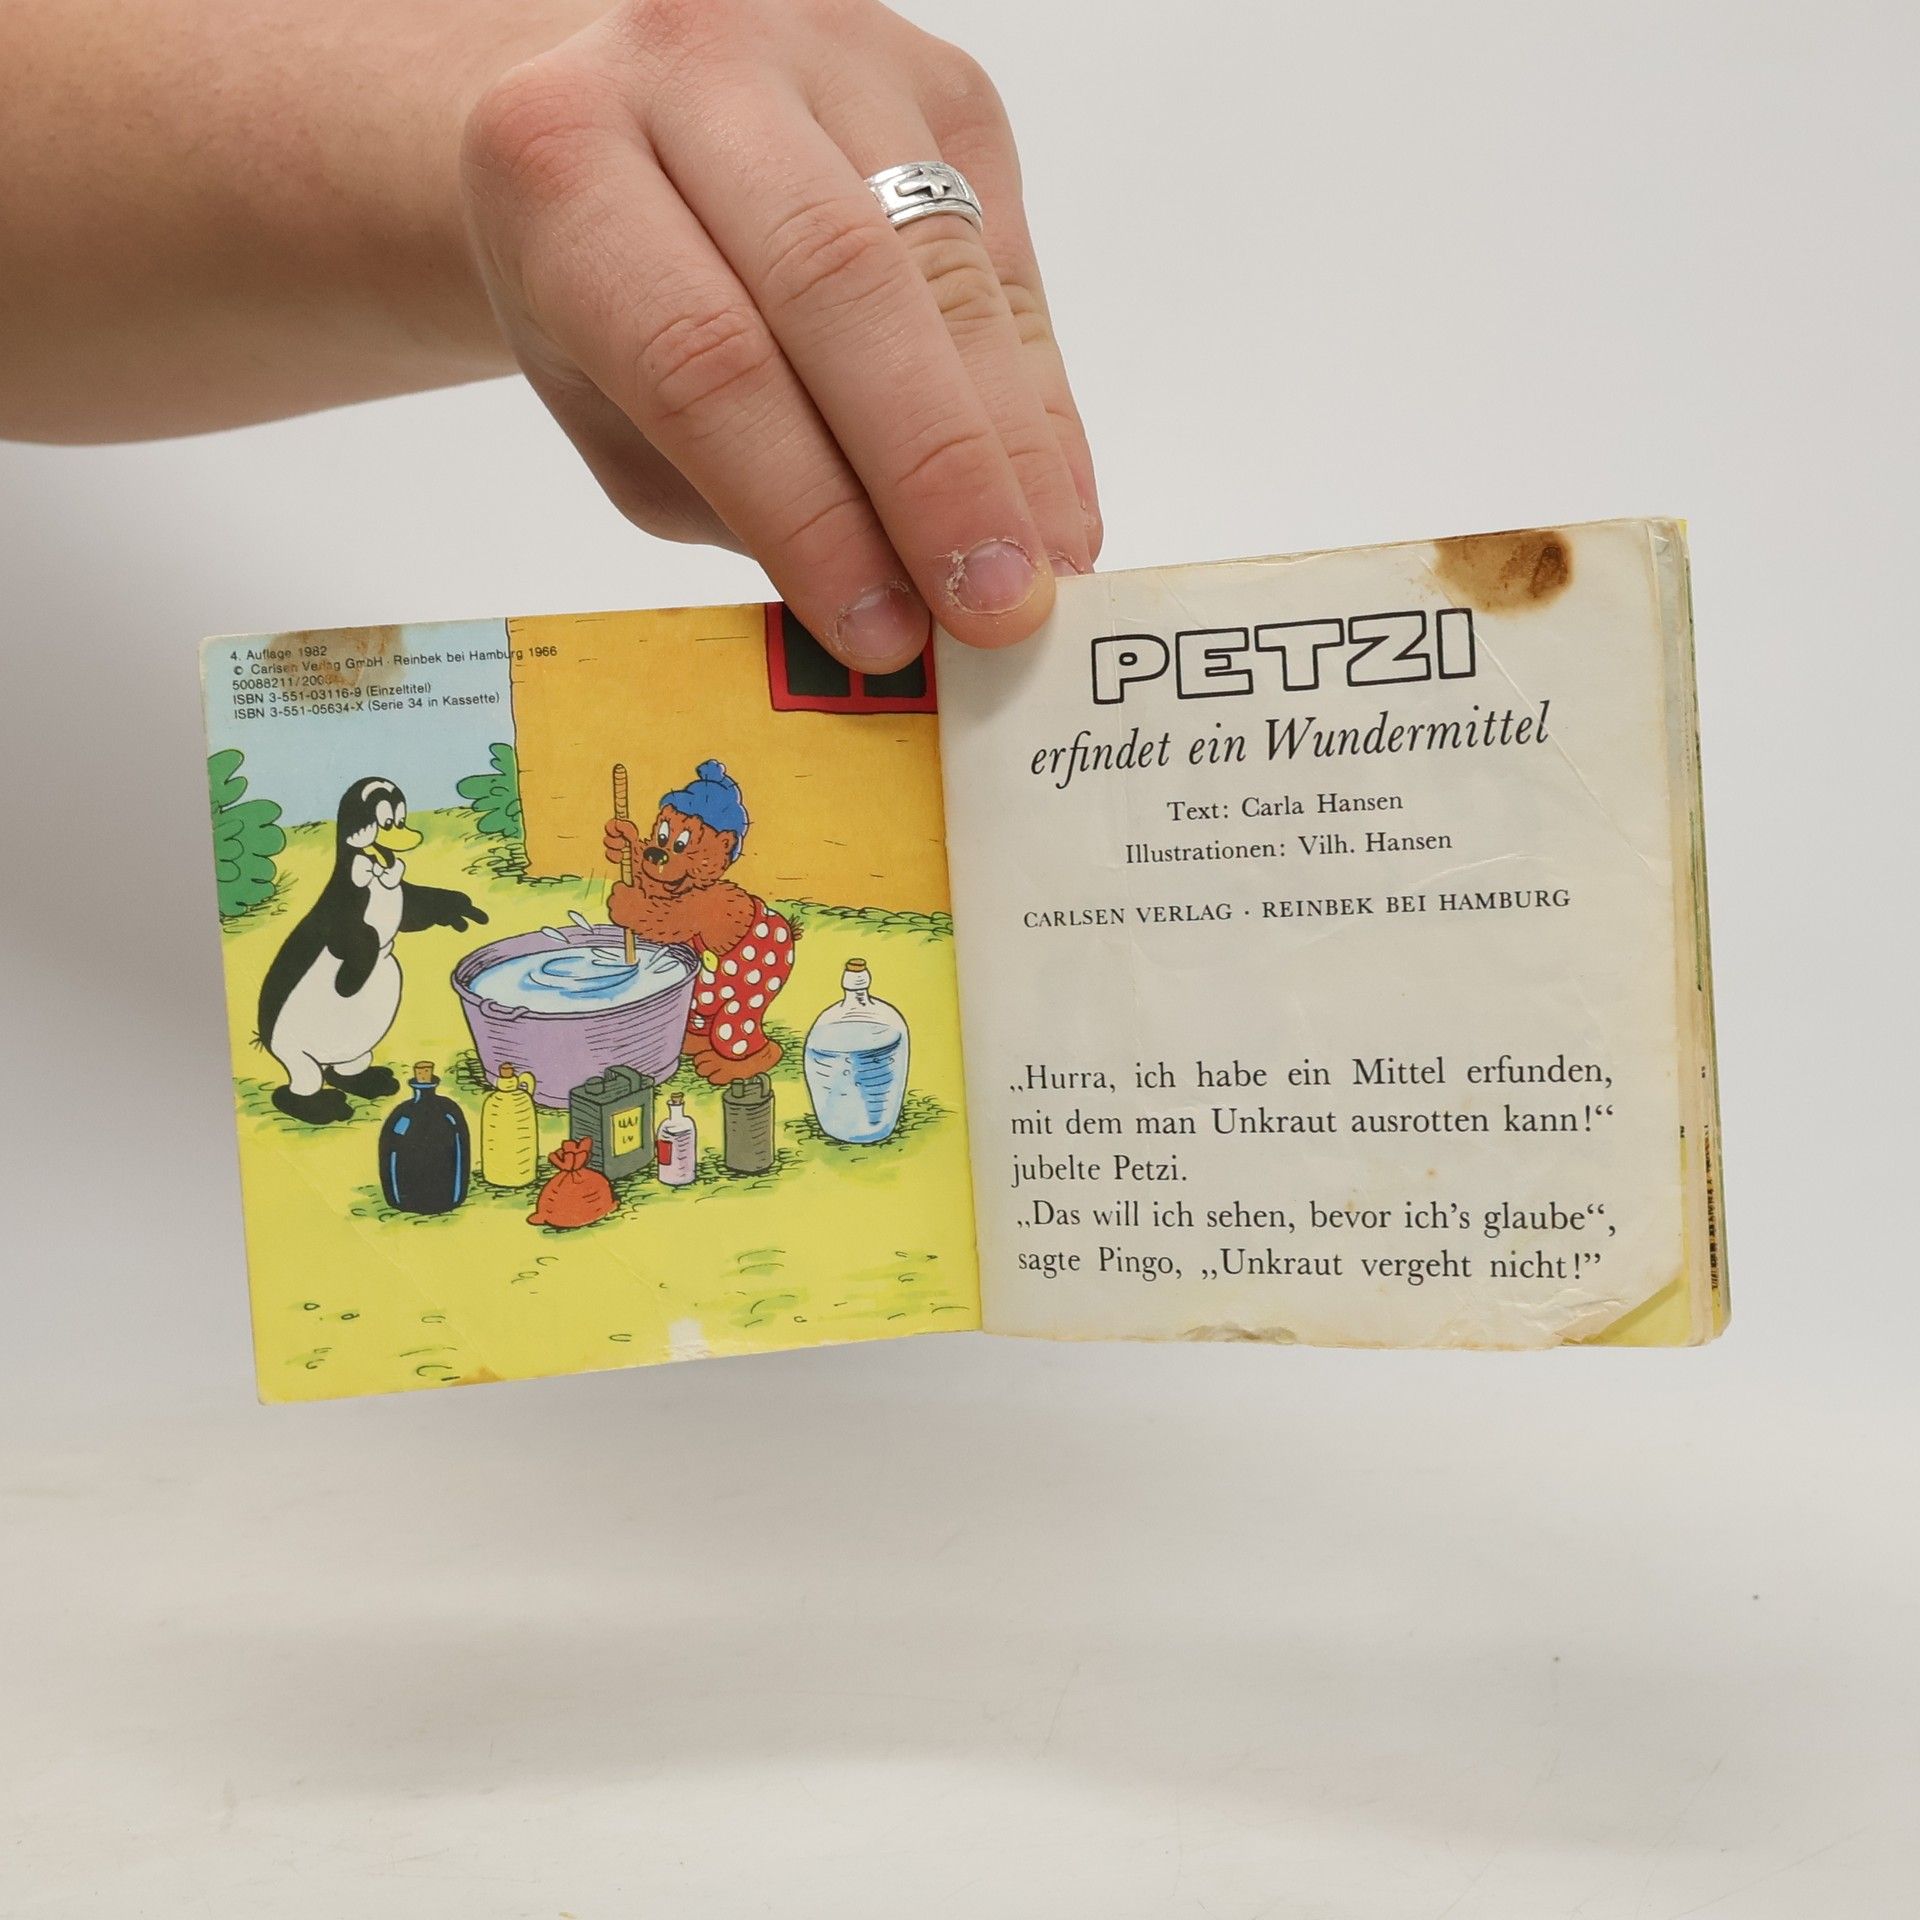 4. Auflage 1982
© Carlsen Verlag GmbH · Reinbek bei Hamburg 1966
50088211/200
ISBN 3-551-03116-9 (Einzeltitel)
ISBN 3-551-05634-X (Serie 34 in Kassette)
PETZI
erfindet ein Wundermittel
Text: Carla Hansen
Illustrationen: Vilh. Hansen
CARLSEN VERLAG · REINBEK BEI HAMBURG
„Hurra, ich habe ein Mittel erfunden,
mit dem man Unkraut ausrotten kann!“
jubelte Petzi.
„Das will ich sehen, bevor ich’s glaube“,
sagte Pingo, „Unkraut vergeht nicht!”